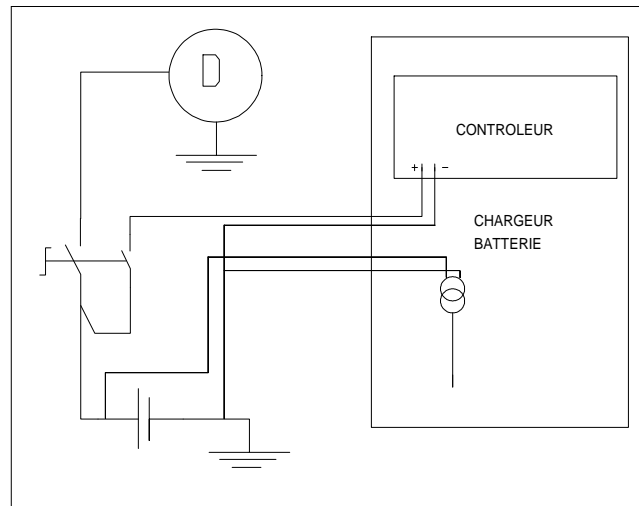 D
CONTROLEUR
+ −
CHARGEUR
BATTERIE